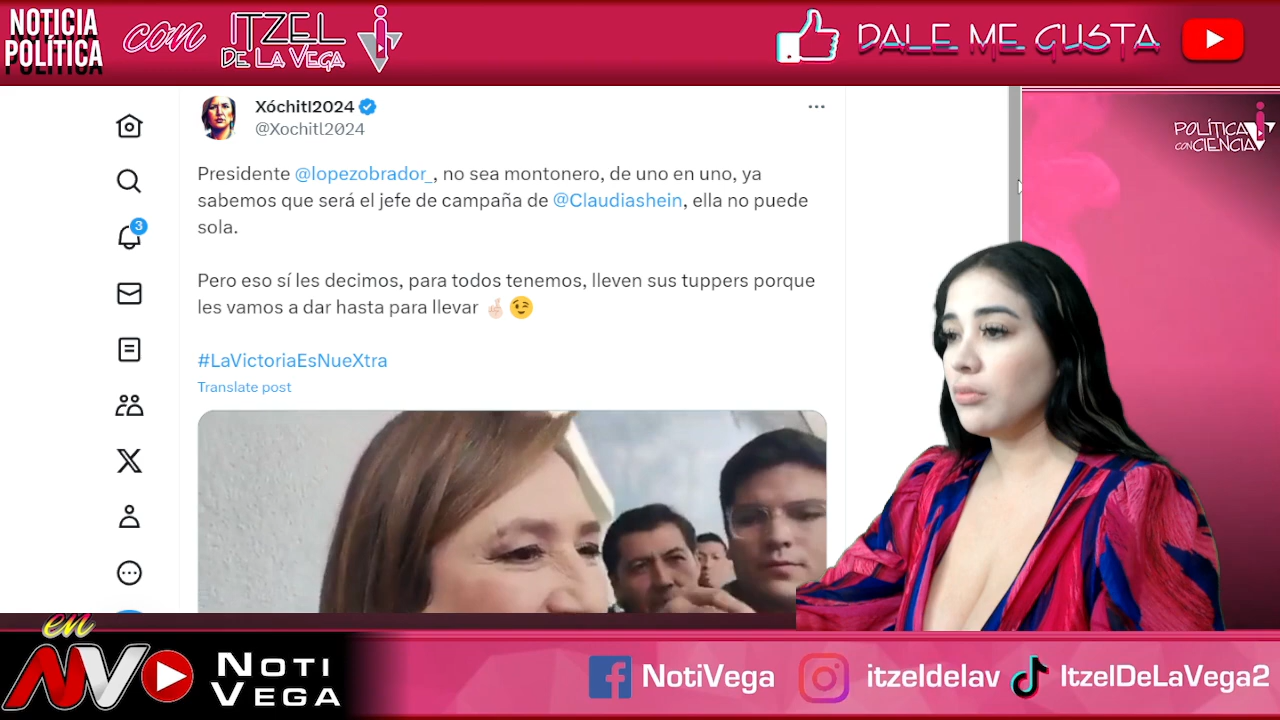 NOTICIA
POLÍTICA
con
ITZEL
DE LA VEGA
DALE ME GUSTA
POLÍTICA
CON CIENCIA
Xóchitl2024
@Xochitl2024
Presidente @lopezobrador_, no sea montonero, de uno en uno, ya
sabemos que será el jefe de campaña de @Claudiashein, ella no puede
sola.
Pero eso sí les decimos, para todos tenemos, lleven sus tuppers porque
les vamos a dar hasta para llevar 🤞🏻😉
#LaVictoriaEsNueXtra
Translate post
3
en
NV
NOTI
VEGA
NotiVega
itzeldelav
ItzelDeLaVega2